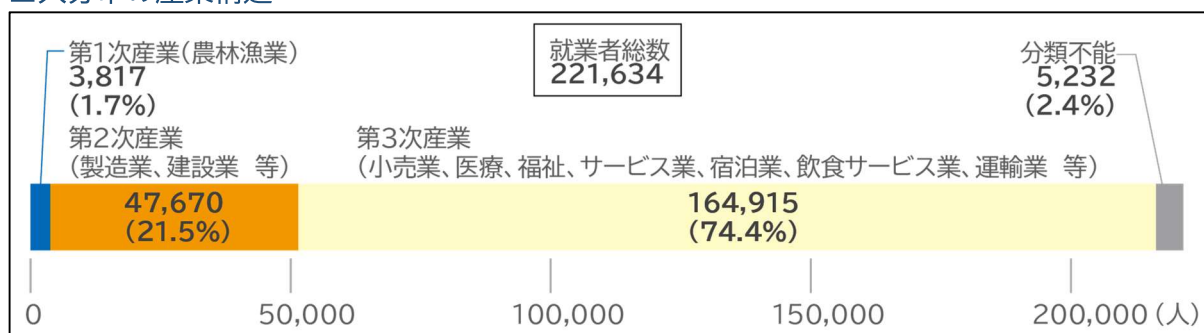 第1次産業(農林漁業)
3,817
(1.7%)
就業者総数
221,634
分類不能
5,232
(2.4%)
第2次産業
(製造業、建設業 等)
第3次産業
(小売業、医療、福祉、サービス業、宿泊業、飲食サービス業、運輸業 等)
47,670
(21.5%)
164,915
(74.4%)
0 50,000 100,000 150,000 200,000 (人)